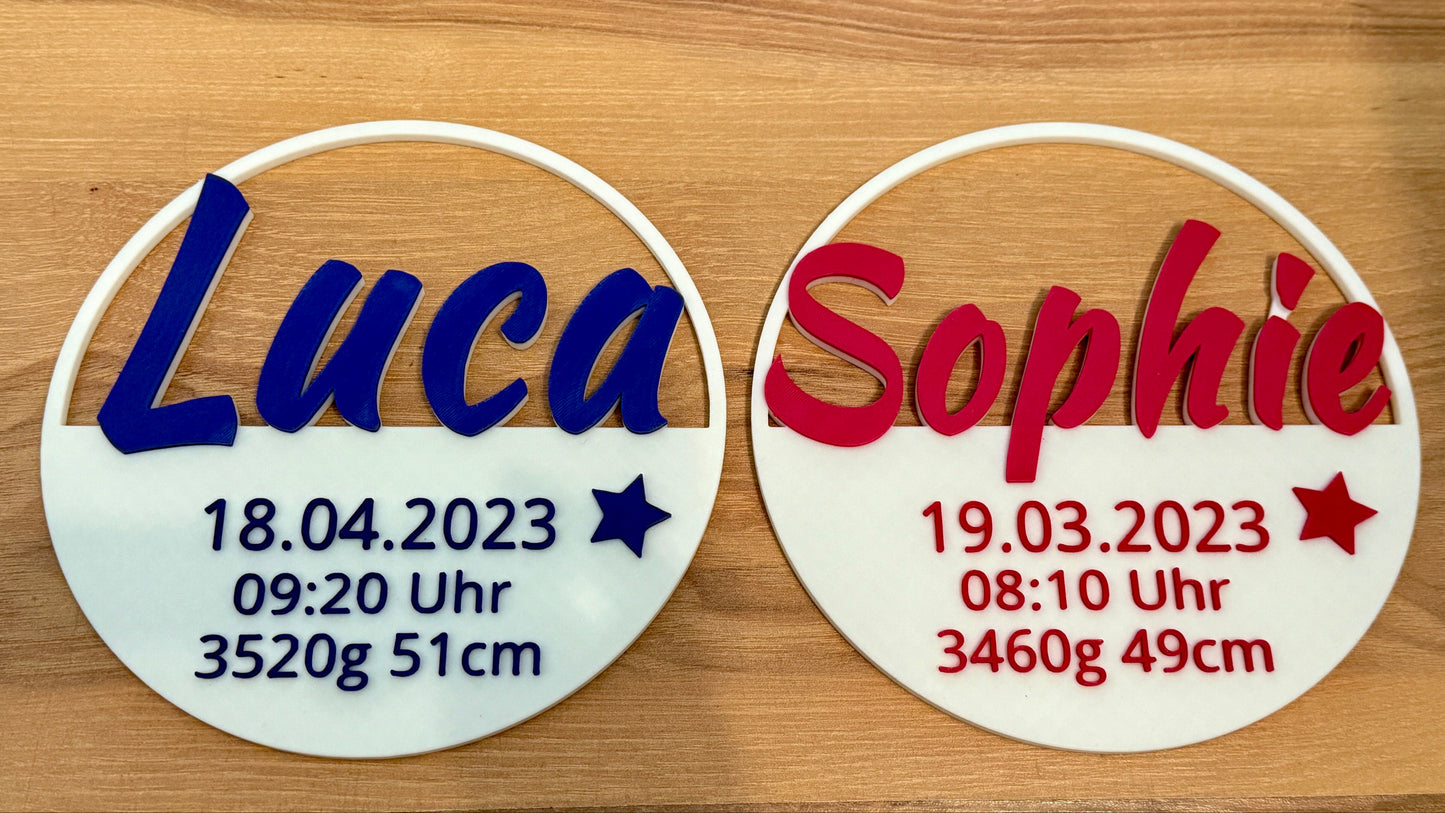 Luca
18.04.2023
09:20 Uhr
3520g 51cm
Sophie
19.03.2023
08:10 Uhr
3460g 49cm